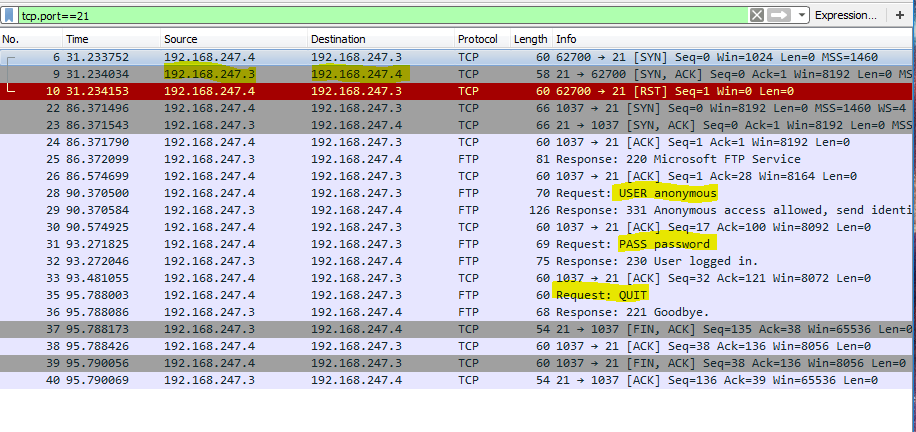 tcp.port==21 Expression... +
No. Time Source Destination Protocol Length Info
6 31.233752 192.168.247.4 192.168.247.3 TCP 60 62700 → 21 [SYN] Seq=0 Win=1024 Len=0 MSS=1460
9 31.234034 192.168.247.3 192.168.247.4 TCP 58 21 → 62700 [SYN, ACK] Seq=0 Ack=1 Win=8192 Len=0 M
10 31.234153 192.168.247.4 192.168.247.3 TCP 60 62700 → 21 [RST] Seq=1 Win=0 Len=0
22 86.371496 192.168.247.4 192.168.247.3 TCP 66 1037 → 21 [SYN] Seq=0 Win=8192 Len=0 MSS=1460 WS=4
23 86.371543 192.168.247.3 192.168.247.4 TCP 66 21 → 1037 [SYN, ACK] Seq=0 Ack=1 Win=8192 Len=0 MSS
24 86.371790 192.168.247.4 192.168.247.3 TCP 60 1037 → 21 [ACK] Seq=1 Ack=1 Win=8192 Len=0
25 86.372099 192.168.247.3 192.168.247.4 FTP 81 Response: 220 Microsoft FTP Service
26 86.574699 192.168.247.4 192.168.247.3 TCP 60 1037 → 21 [ACK] Seq=1 Ack=28 Win=8164 Len=0
28 90.370500 192.168.247.4 192.168.247.3 FTP 70 Request: USER anonymous
29 90.370584 192.168.247.3 192.168.247.4 FTP 126 Response: 331 Anonymous access allowed, send identi
30 90.574925 192.168.247.4 192.168.247.3 TCP 60 1037 → 21 [ACK] Seq=17 Ack=100 Win=8092 Len=0
31 93.271825 192.168.247.4 192.168.247.3 FTP 69 Request: PASS password
32 93.272046 192.168.247.3 192.168.247.4 FTP 75 Response: 230 User logged in.
33 93.481055 192.168.247.4 192.168.247.3 TCP 60 1037 → 21 [ACK] Seq=32 Ack=121 Win=8072 Len=0
35 95.788003 192.168.247.4 192.168.247.3 FTP 60 Request: QUIT
36 95.788086 192.168.247.3 192.168.247.4 FTP 68 Response: 221 Goodbye.
37 95.788173 192.168.247.3 192.168.247.4 TCP 54 21 → 1037 [FIN, ACK] Seq=135 Ack=38 Win=65536 Len=0
38 95.788426 192.168.247.4 192.168.247.3 TCP 60 1037 → 21 [ACK] Seq=38 Ack=136 Win=8056 Len=0
39 95.790056 192.168.247.4 192.168.247.3 TCP 60 1037 → 21 [FIN, ACK] Seq=38 Ack=136 Win=8056 Len=0
40 95.790069 192.168.247.3 192.168.247.4 TCP 54 21 → 1037 [ACK] Seq=136 Ack=39 Win=65536 Len=0